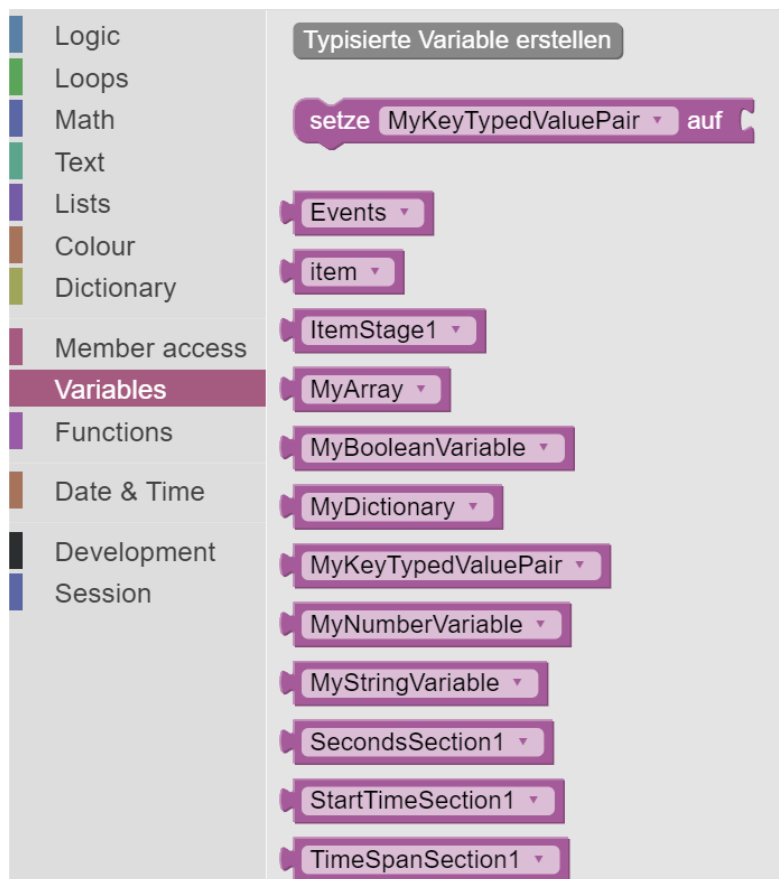 Logic
Loops
Math
Text
Lists
Colour
Dictionary
Member access
Variables
Functions
Date & Time
Development
Session
Typisierte Variable erstellen
setze MyKeyTypedValuePair auf
Events
item
ItemStage1
MyArray
MyBooleanVariable
MyDictionary
MyKeyTypedValuePair
MyNumberVariable
MyStringVariable
SecondsSection1
StartTimeSection1
TimeSpanSection1